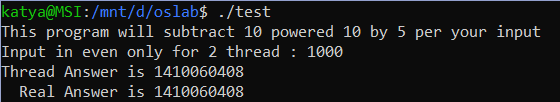 katya@MSI:/mnt/d/oslab$ ./test
This program will subtract 10 powered 10 by 5 per your input
Input in even only for 2 thread : 1000
Thread Answer is 1410060408
  Real Answer is 1410060408